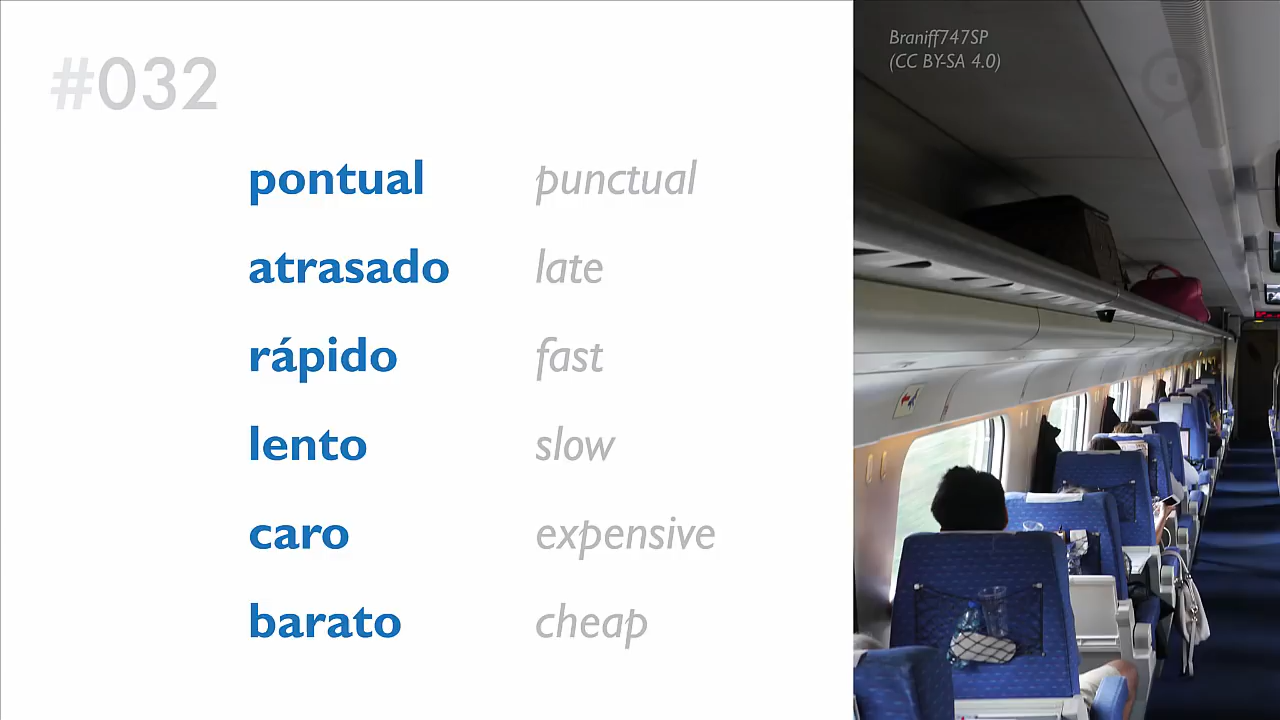 #032
pontual punctual
atrasado late
rápido fast
lento slow
caro expensive
barato cheap
Braniff747SP
(CC BY-SA 4.0)